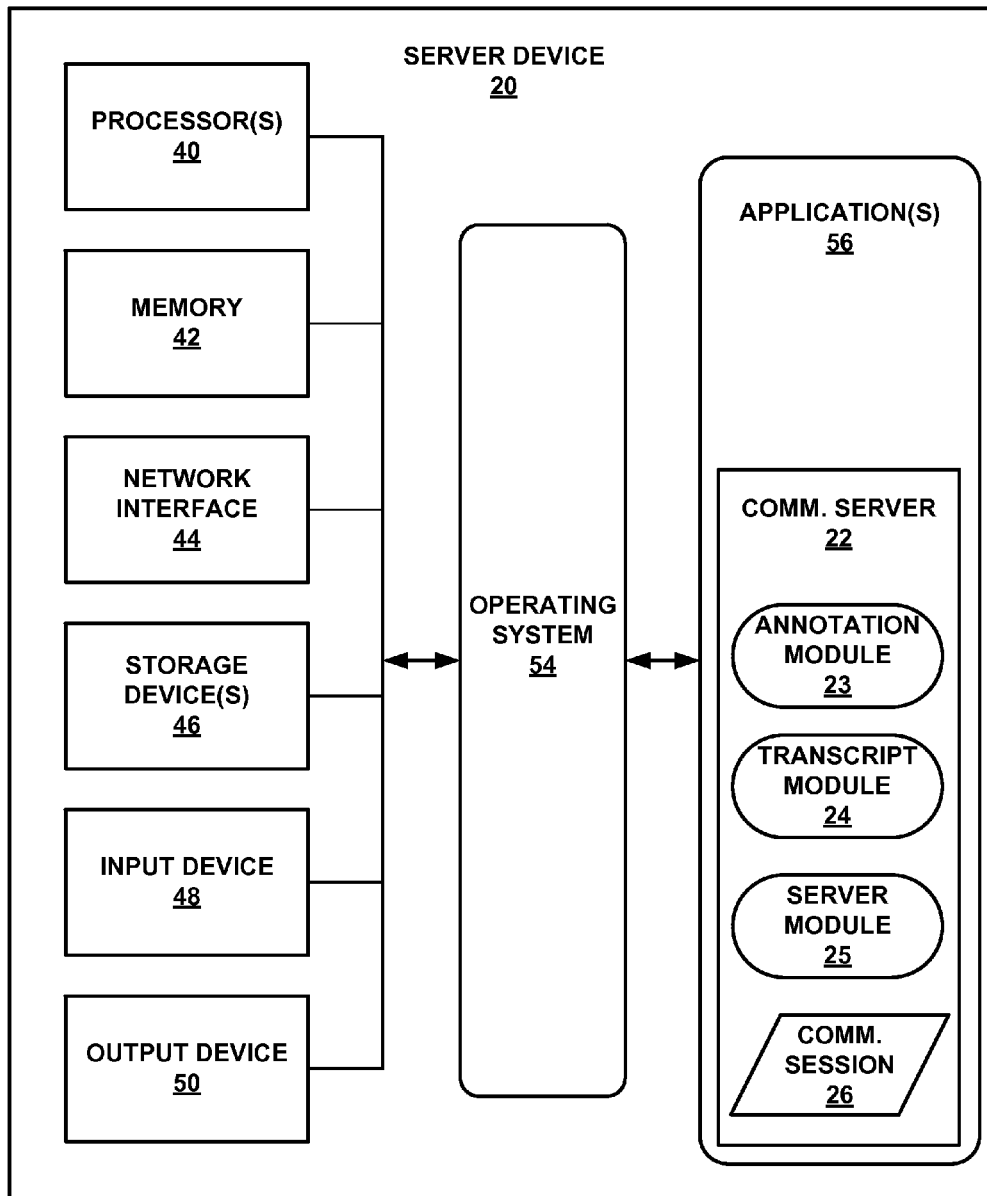 SERVER DEVICE
20
PROCESSOR(S)
40
MEMORY
42
NETWORK
INTERFACE
44
STORAGE
DEVICE(S)
46
INPUT DEVICE
48
OUTPUT DEVICE
50
OPERATING
SYSTEM
54
APPLICATION(S)
56
COMM. SERVER
22
ANNOTATION
MODULE
23
TRANSCRIPT
MODULE
24
SERVER
MODULE
25
COMM.
SESSION
26